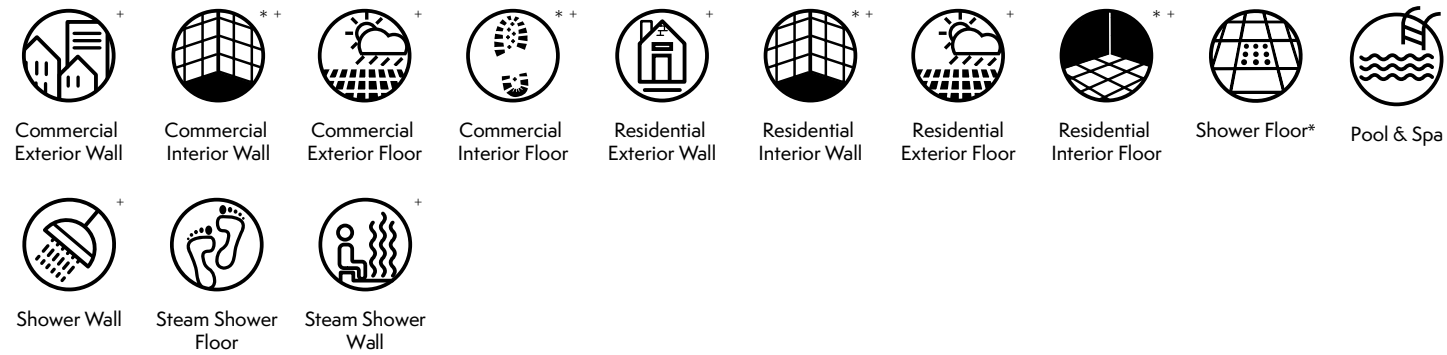 +
* +
+
* +
+
* +
+
* +
Commercial
Exterior Wall
Commercial
Interior Wall
Commercial
Exterior Floor
Commercial
Interior Floor
Residential
Exterior Wall
Residential
Interior Wall
Residential
Exterior Floor
Residential
Interior Floor
Shower Floor*
Pool & Spa
+
+
Shower Wall
Steam Shower
Floor
Steam Shower
Wall